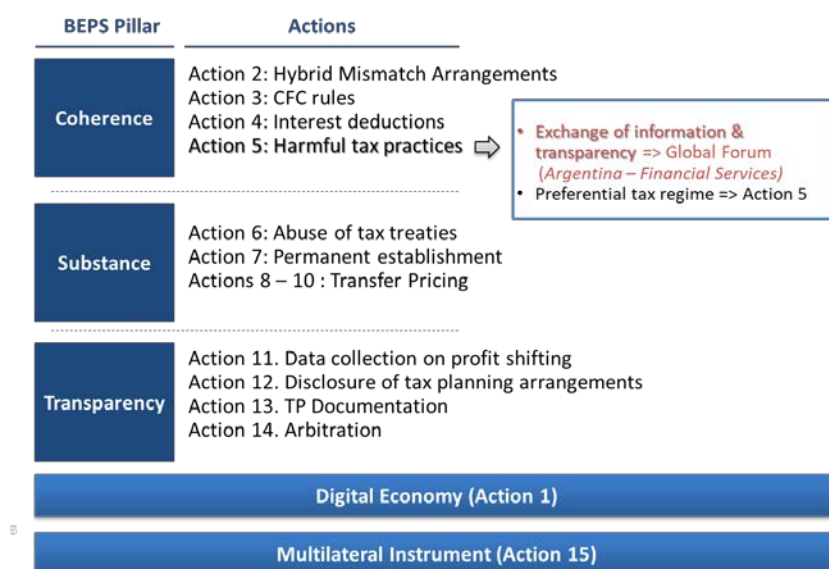 BEPS Pillar
Actions
Coherence
Action 2: Hybrid Mismatch Arrangements
Action 3: CFC rules
Action 4: Interest deductions
Action 5: Harmful tax practices
• Exchange of information &
transparency => Global Forum
(Argentina – Financial Services)
• Preferential tax regime => Action 5
Substance
Action 6: Abuse of tax treaties
Action 7: Permanent establishment
Actions 8 – 10 : Transfer Pricing
Transparency
Action 11. Data collection on profit shifting
Action 12. Disclosure of tax planning arrangements
Action 13. TP Documentation
Action 14. Arbitration
Digital Economy (Action 1)
Multilateral Instrument (Action 15)